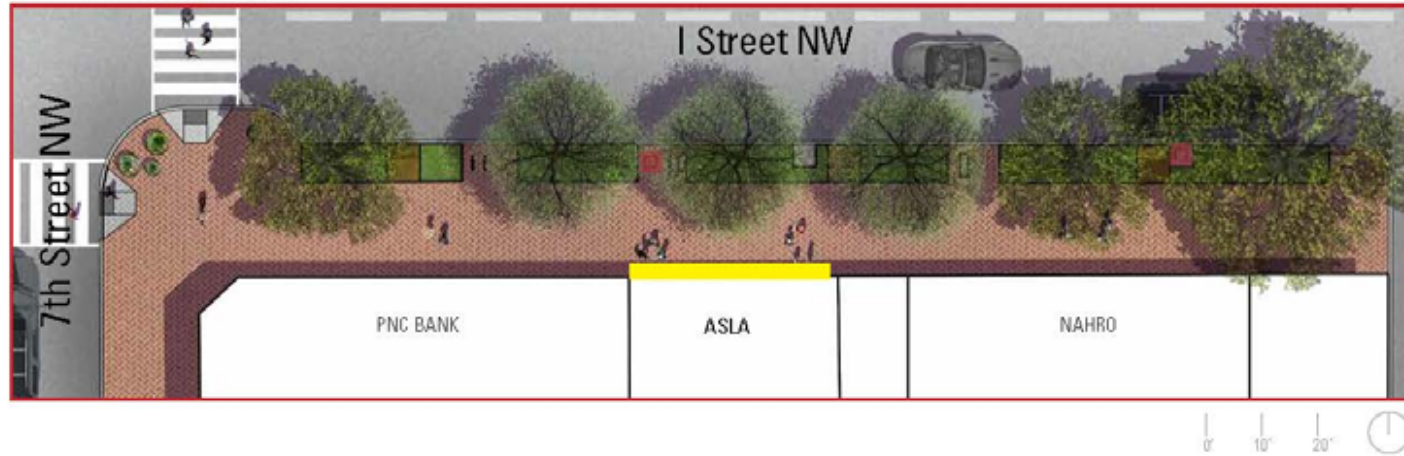 I Street NW
7th Street NW
PNC BANK
ASLA
NAHRO
0' 10' 20'